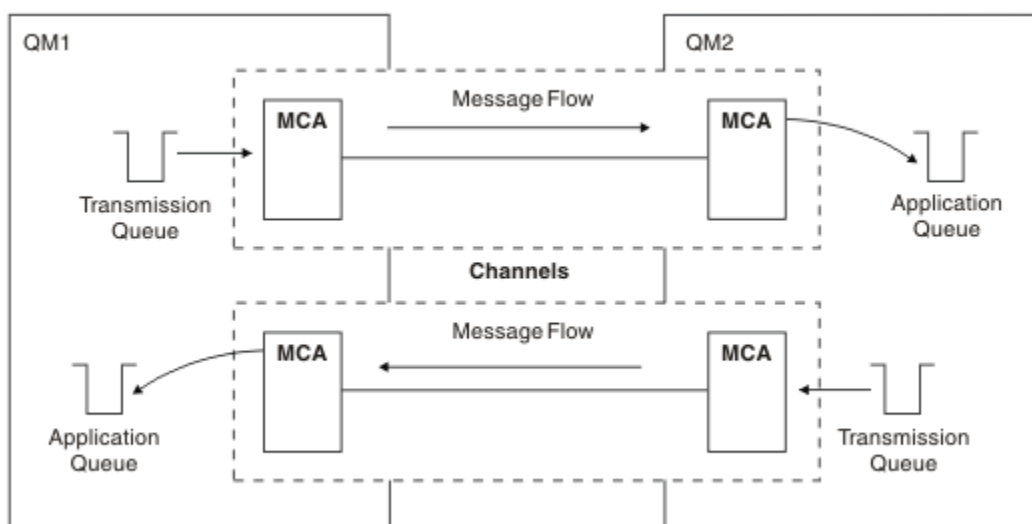 QM1
QM2
Message Flow
MCA
MCA
Transmission
Queue
Application
Queue
Channels
Message Flow
MCA
MCA
Application
Queue
Transmission
Queue